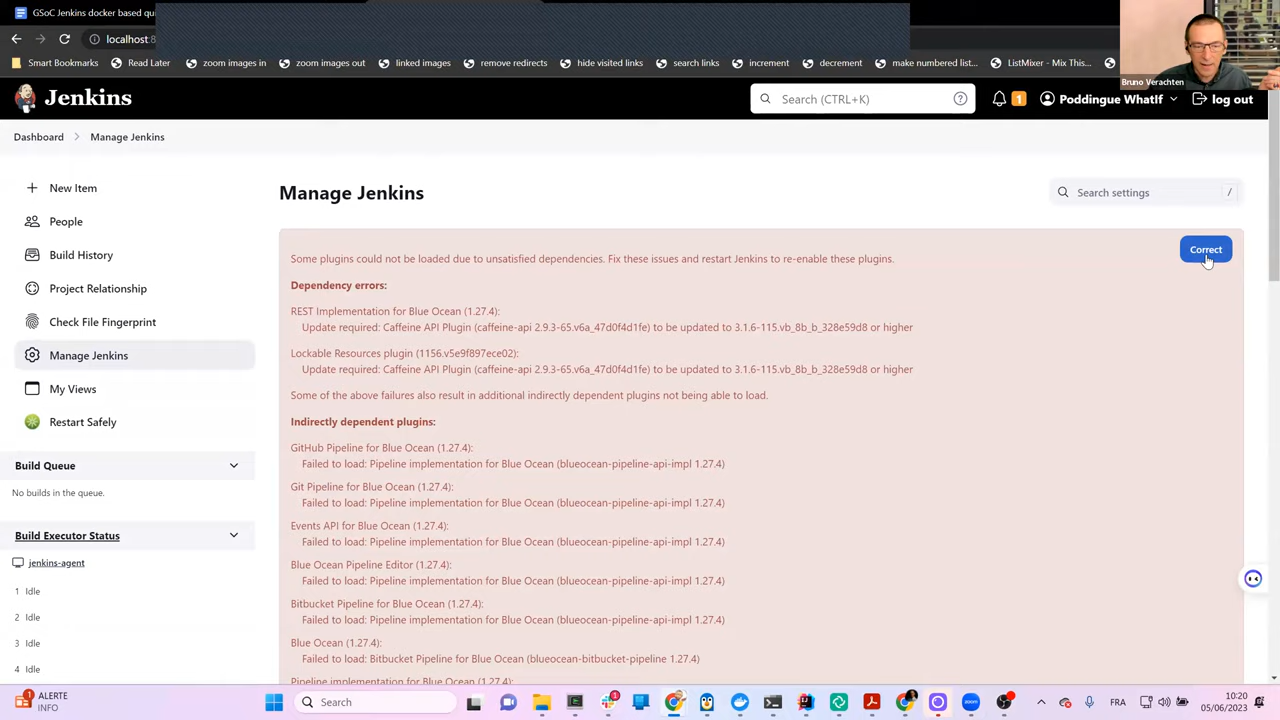 GSoC docker based qui
localhost:8
Smart Bookmarks
Read Later
zoom images in
zoom images out
linked images
remove redirects
hide visited links
search links
increment
decrement
make numbered list...
ListMixer - Mix This...
Bruno Verachten
Jenkins
Search (CTRL+K)
1
Poddingue WhatIf
log out
Dashboard
Manage Jenkins
New Item
People
Build History
Project Relationship
Check File Fingerprint
Manage Jenkins
My Views
Restart Safely
Build Queue
No builds in the queue.
Build Executor Status
jenkins-agent
1 Idle
2 Idle
3 Idle
4 Idle
Manage Jenkins
Search settings
/
Correct
Some plugins could not be loaded due to unsatisfied dependencies. Fix these issues and restart Jenkins to re-enable these plugins.
Dependency errors:
REST Implementation for Blue Ocean (1.27.4):
Update required: Caffeine API Plugin (caffeine-api 2.9.3-65.v6a_47d0f4d1fe) to be updated to 3.1.6-115.vb_8b_b_328e59d8 or higher
Lockable Resources plugin (1156.v5e9f897ece02):
Update required: Caffeine API Plugin (caffeine-api 2.9.3-65.v6a_47d0f4d1fe) to be updated to 3.1.6-115.vb_8b_b_328e59d8 or higher
Some of the above failures also result in additional indirectly dependent plugins not being able to load.
Indirectly dependent plugins:
GitHub Pipeline for Blue Ocean (1.27.4):
Failed to load: Pipeline implementation for Blue Ocean (blueocean-pipeline-api-impl 1.27.4)
Git Pipeline for Blue Ocean (1.27.4):
Failed to load: Pipeline implementation for Blue Ocean (blueocean-pipeline-api-impl 1.27.4)
Events API for Blue Ocean (1.27.4):
Failed to load: Pipeline implementation for Blue Ocean (blueocean-pipeline-api-impl 1.27.4)
Blue Ocean Pipeline Editor (1.27.4):
Failed to load: Pipeline implementation for Blue Ocean (blueocean-pipeline-api-impl 1.27.4)
Bitbucket Pipeline for Blue Ocean (1.27.4):
Failed to load: Pipeline implementation for Blue Ocean (blueocean-pipeline-api-impl 1.27.4)
Blue Ocean (1.27.4):
Failed to load: Bitbucket Pipeline for Blue Ocean (blueocean-bitbucket-pipeline 1.27.4)
Pipeline implementation for Blue Ocean (1.27.4):
ALERTE
INFO
Search
FRA
10:20
05/06/2023